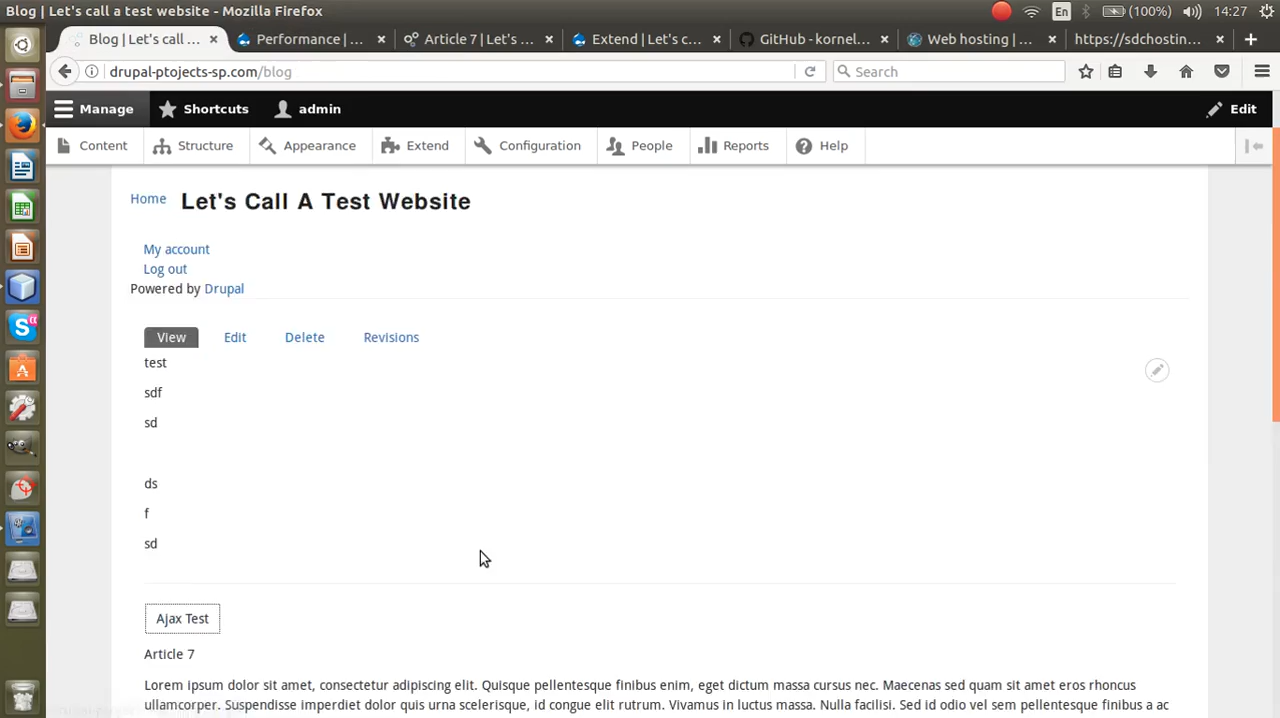 Blog | Let's call a test website - Mozilla Firefox
En
(100%)
14:27
Blog | Let's call ...
Performance | ...
Article 7 | Let's ...
Extend | Let's c...
GitHub - kornel...
Web hosting | ...
https://sdchostin...
drupal-ptojects-sp.com/blog
Search
Manage
Shortcuts
admin
Edit
Content
Structure
Appearance
Extend
Configuration
People
Reports
Help
Home
Let's Call A Test Website
My account
Log out
Powered by Drupal
View
Edit
Delete
Revisions
test
sdf
sd
ds
f
sd
Ajax Test
Article 7
Lorem ipsum dolor sit amet, consectetur adipiscing elit. Quisque pellentesque finibus enim, eget dictum massa cursus nec. Maecenas sed quam sit amet eros rhoncus
ullamcorper. Suspendisse imperdiet dolor quis urna scelerisque, id congue elit rutrum. Vivamus in luctus massa. Nulla facilisi. Sed id odio vel sem pellentesque finibus a ac